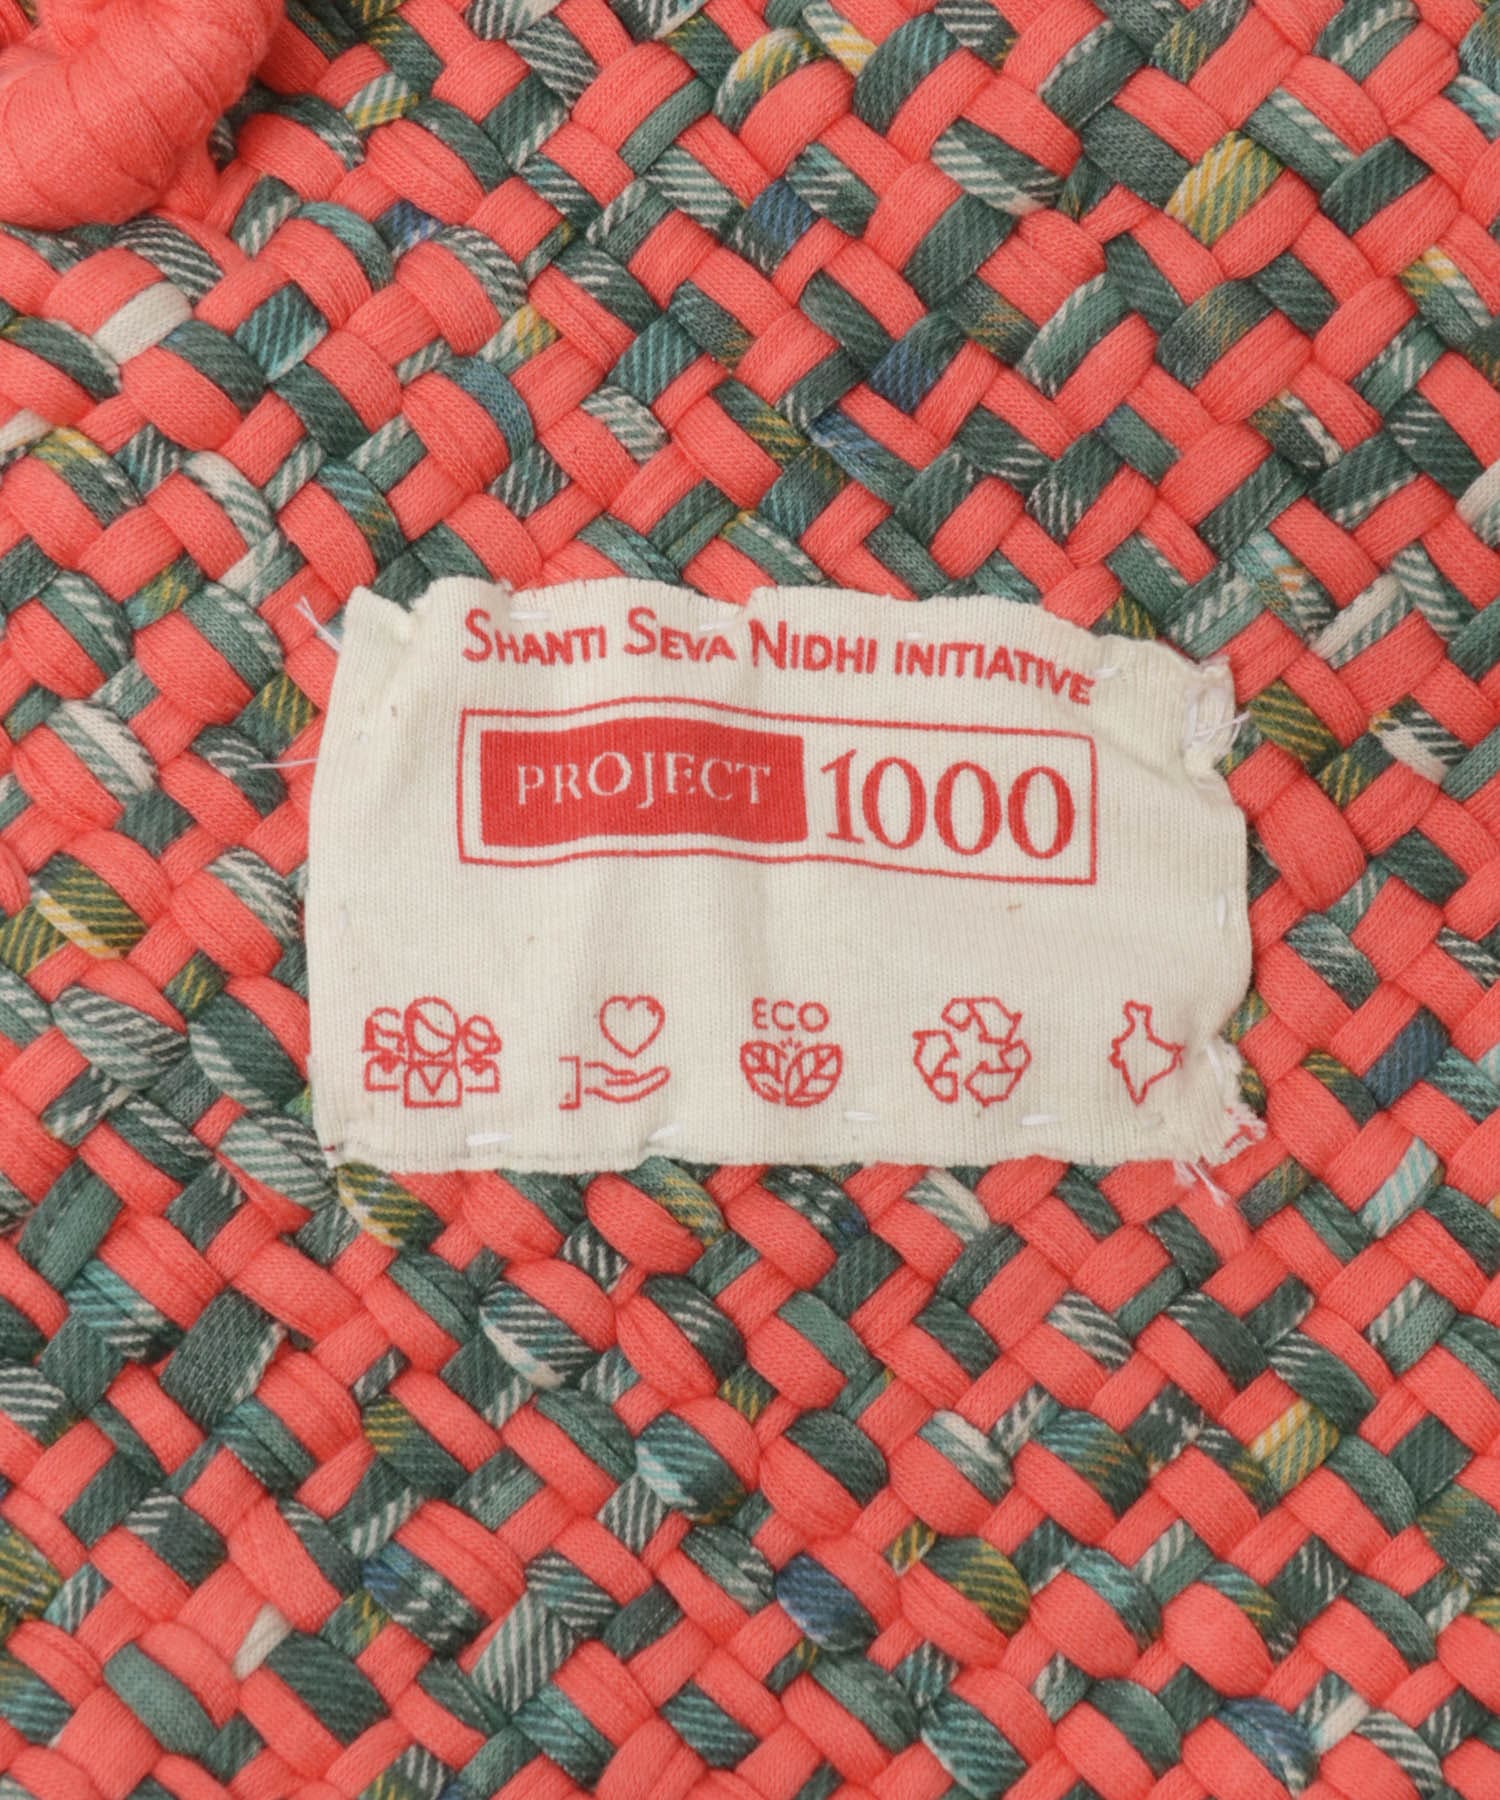 SHANTI SEVA NIDHI INITIATIVE
PROJECT 1000
ECO